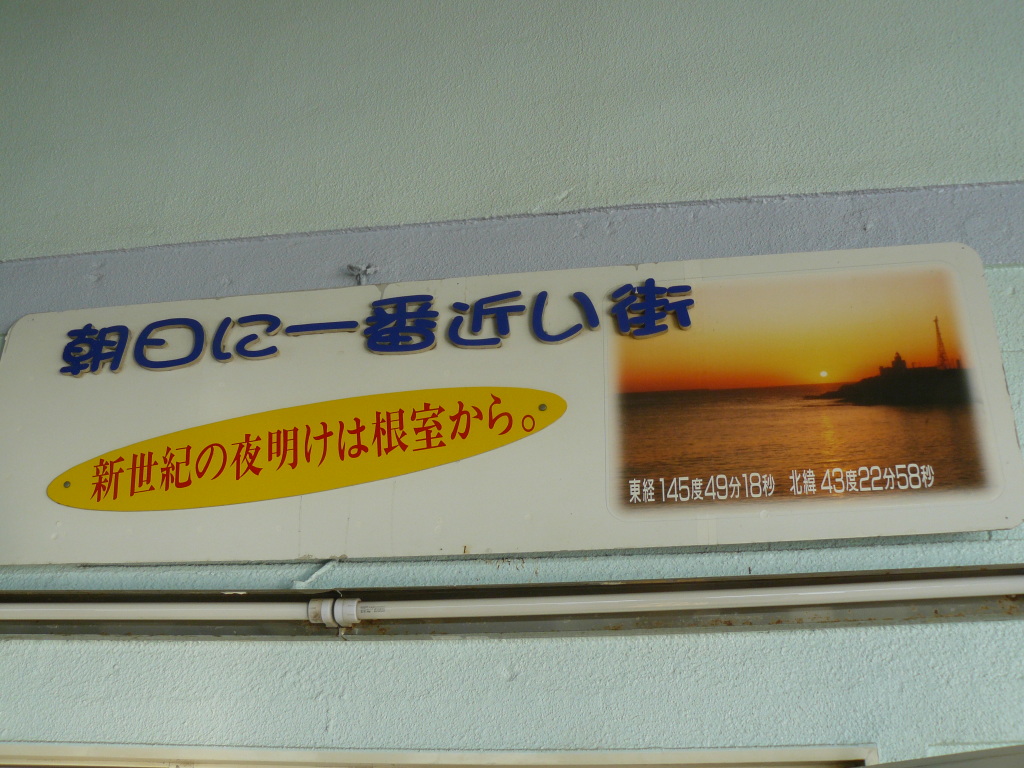 朝日に一番近い街
新世紀の夜明けは根室から。
東経 145度49分18秒 北緯 43度22分58秒